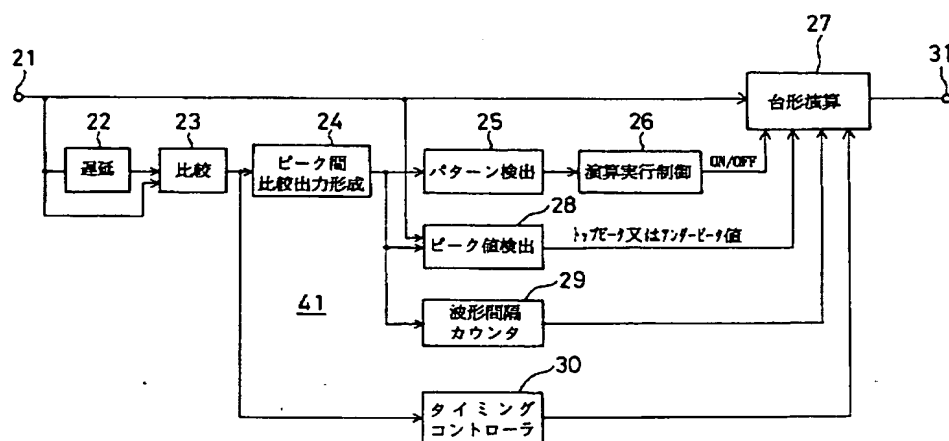 21
27
31
台形演算
22
23
24
25
26
遅延
比較
ピーク間
比較出力形成
パターン検出
演算実行制御
ON/OFF
28
ピーク値検出
トップピータ又はアンダーピータ値
29
41
波形間隔
カウンタ
30
タイミング
コントローラ